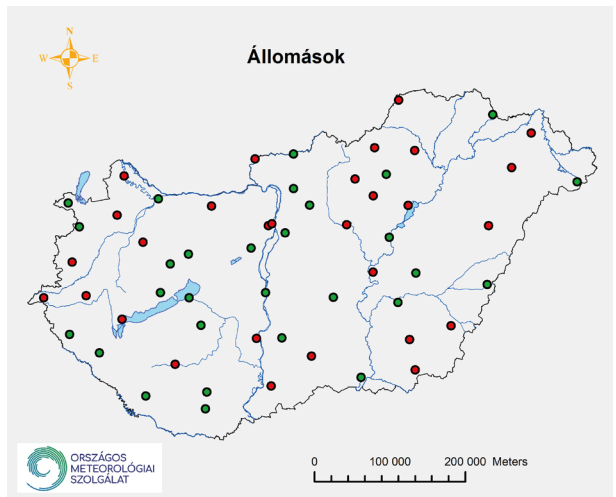 N
W E
S
Állomások
ORSZÁGOS
METEOROLÓGIAI
SZOLGÁLAT
0 100 000 200 000 Meters